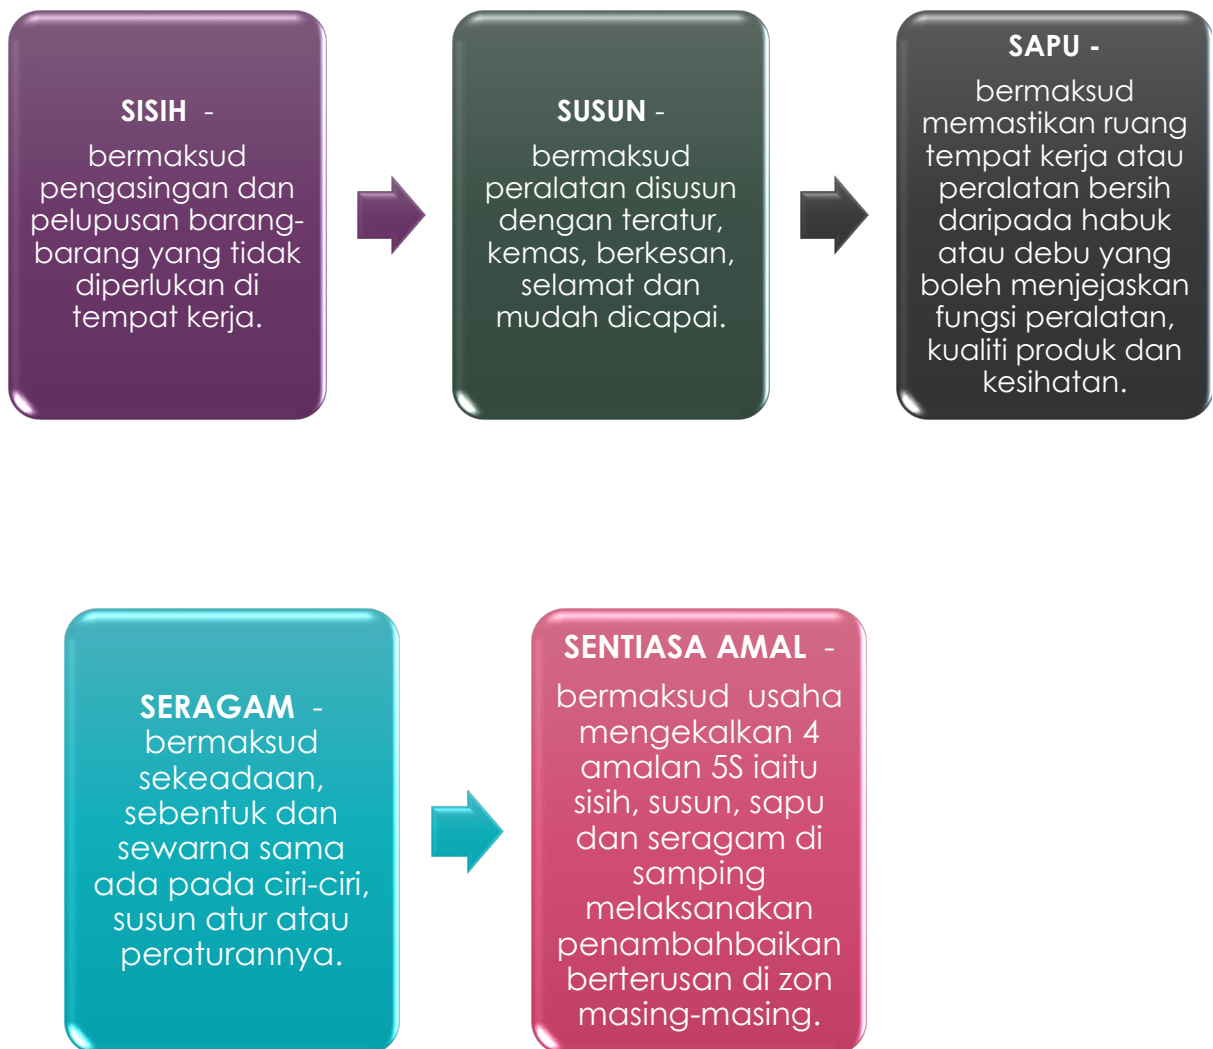 SISIH -
bermaksud
pengasingan dan
pelupusan barang-
barang yang tidak
diperlukan di
tempat kerja.
SUSUN -
bermaksud
peralatan disusun
dengan teratur,
kemas, berkesan,
selamat dan
mudah dicapai.
SAPU -
bermaksud
memastikan ruang
tempat kerja atau
peralatan bersih
daripada habuk
atau debu yang
boleh menjejaskan
fungsi peralatan,
kualiti produk dan
kesihatan.
SERAGAM -
bermaksud
sekeadaan,
sebentuk dan
sewarna sama
ada pada ciri-ciri,
susun atur atau
peraturannya.
SENTIASA AMAL -
bermaksud usaha
mengekalkan 4
amalan 5S iaitu
sisih, susun, sapu
dan seragam di
samping
melaksanakan
penambahbaikan
berterusan di zon
masing-masing.